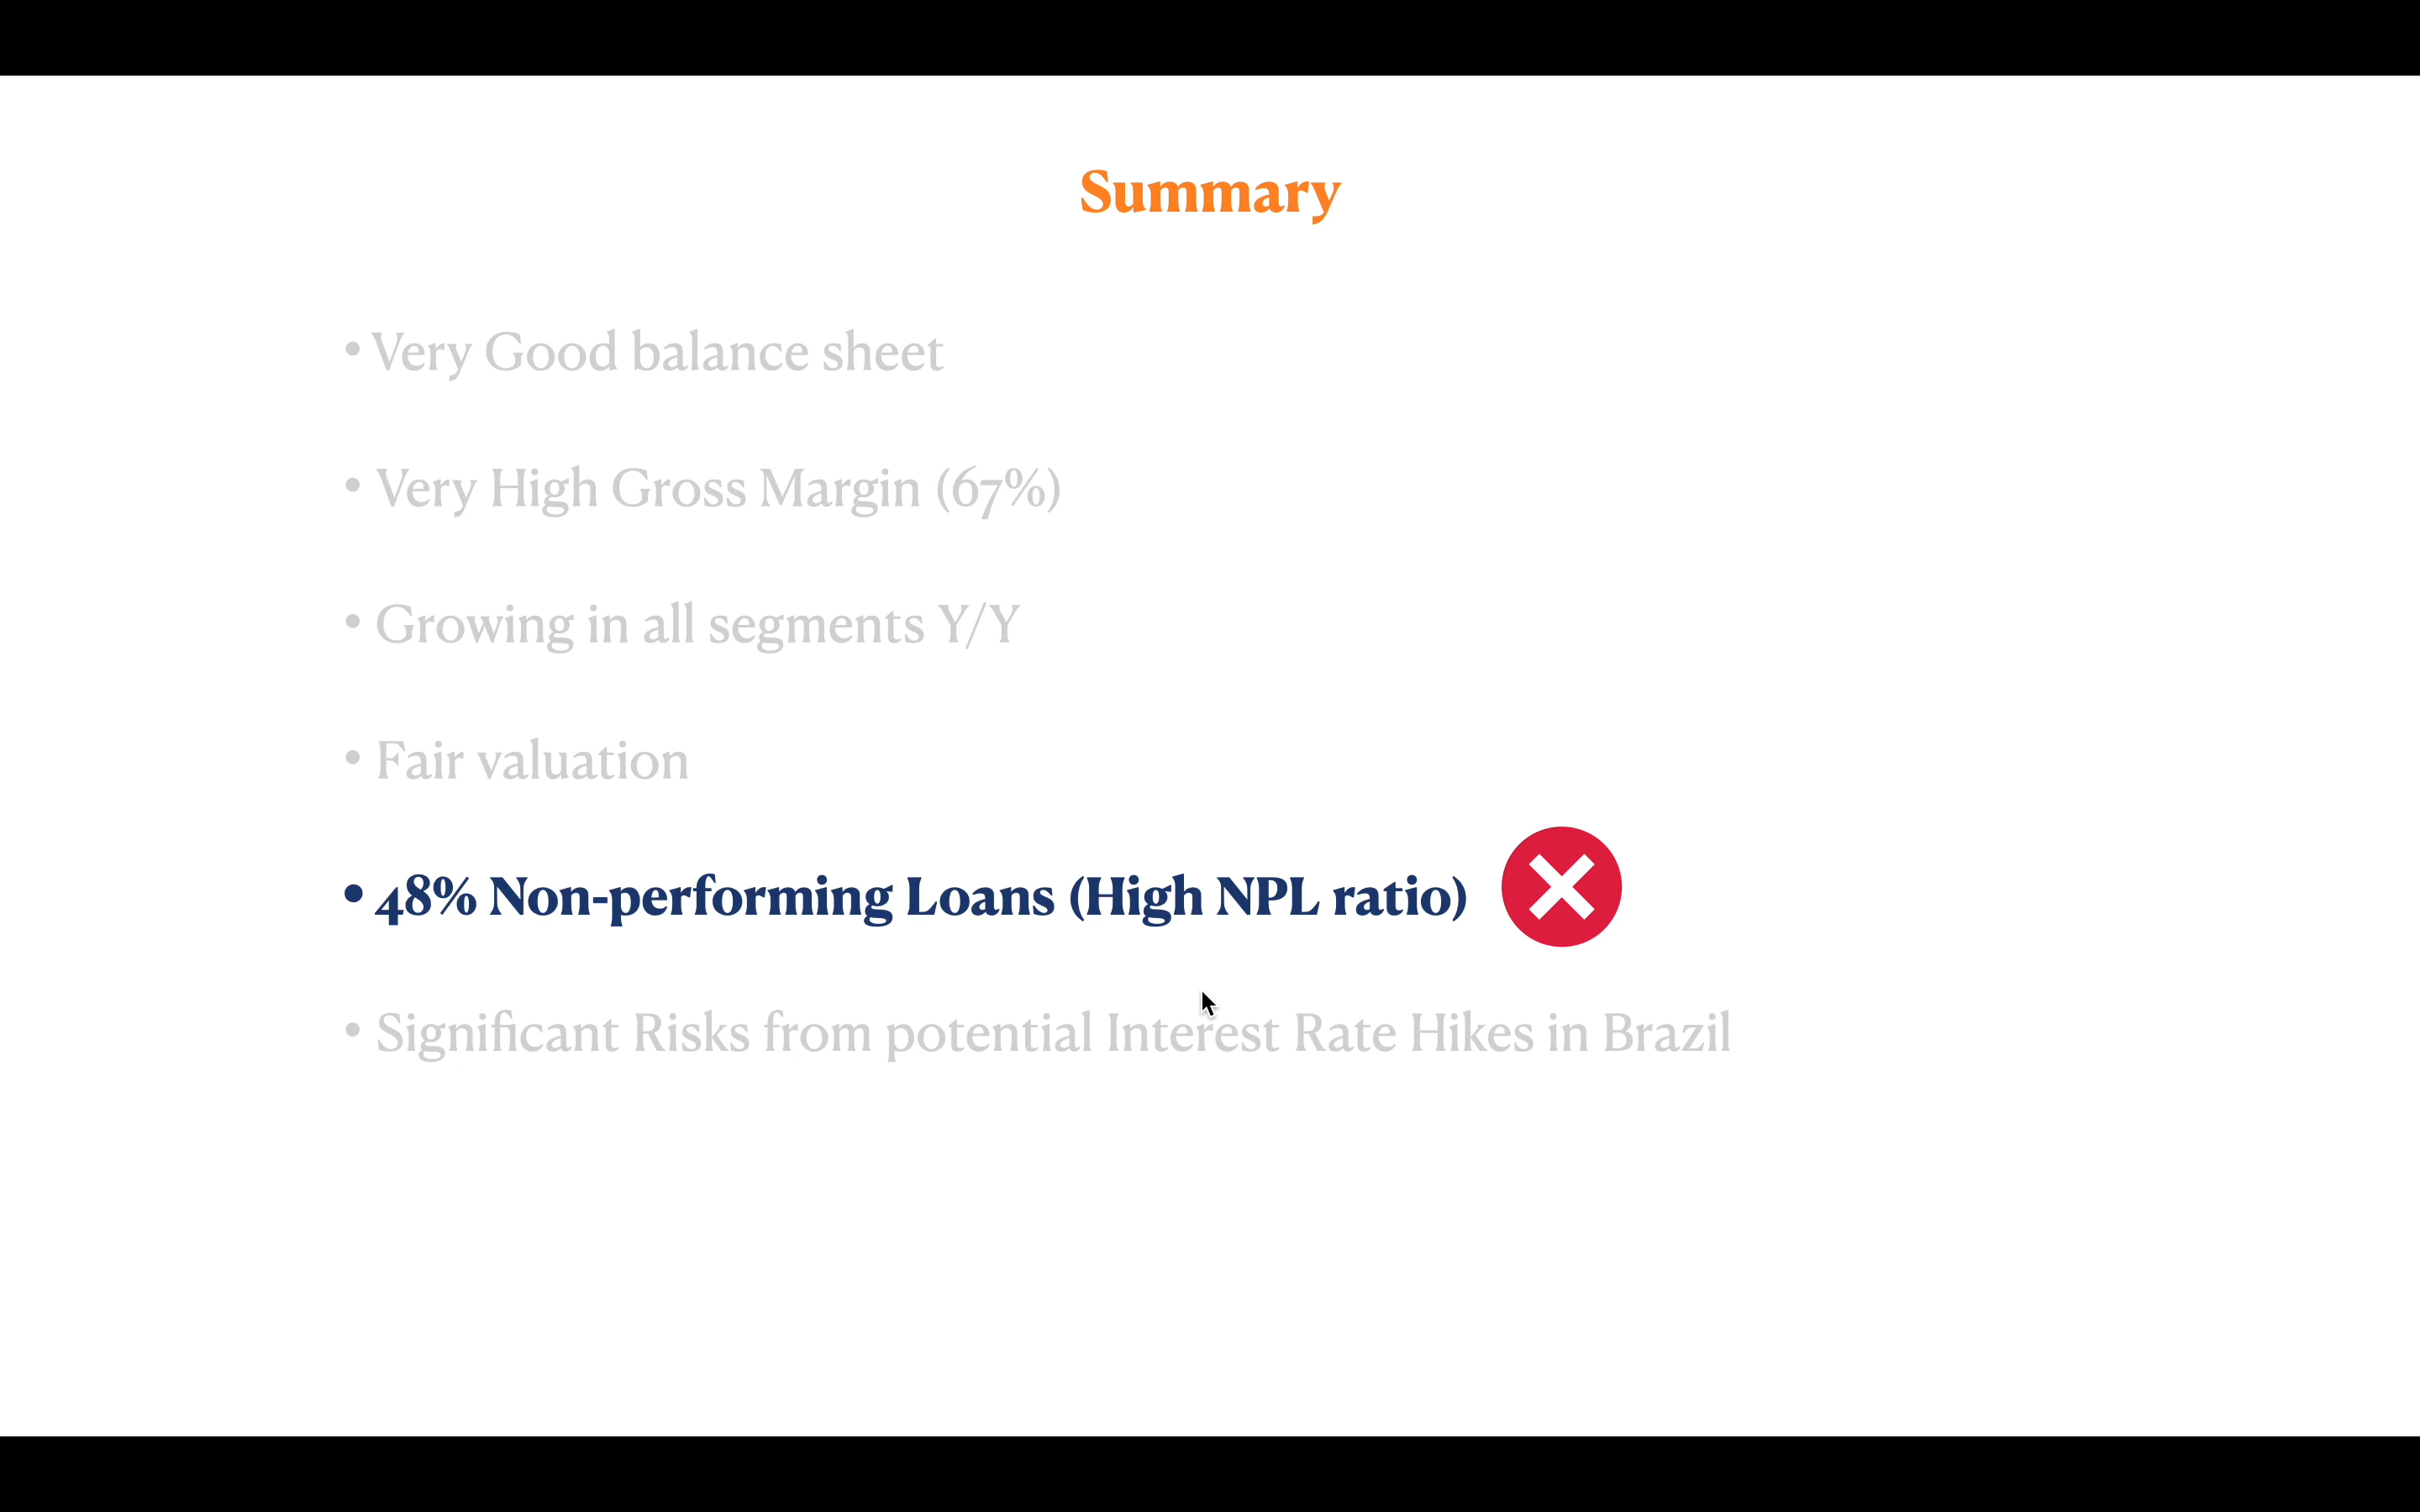 Summary
• Very Good balance sheet
• Very High Gross Margin (67%)
• Growing in all segments Y/Y
• Fair valuation
• 48% Non-performing Loans (High NPL ratio)
• Significant Risks from potential Interest Rate Hikes in Brazil